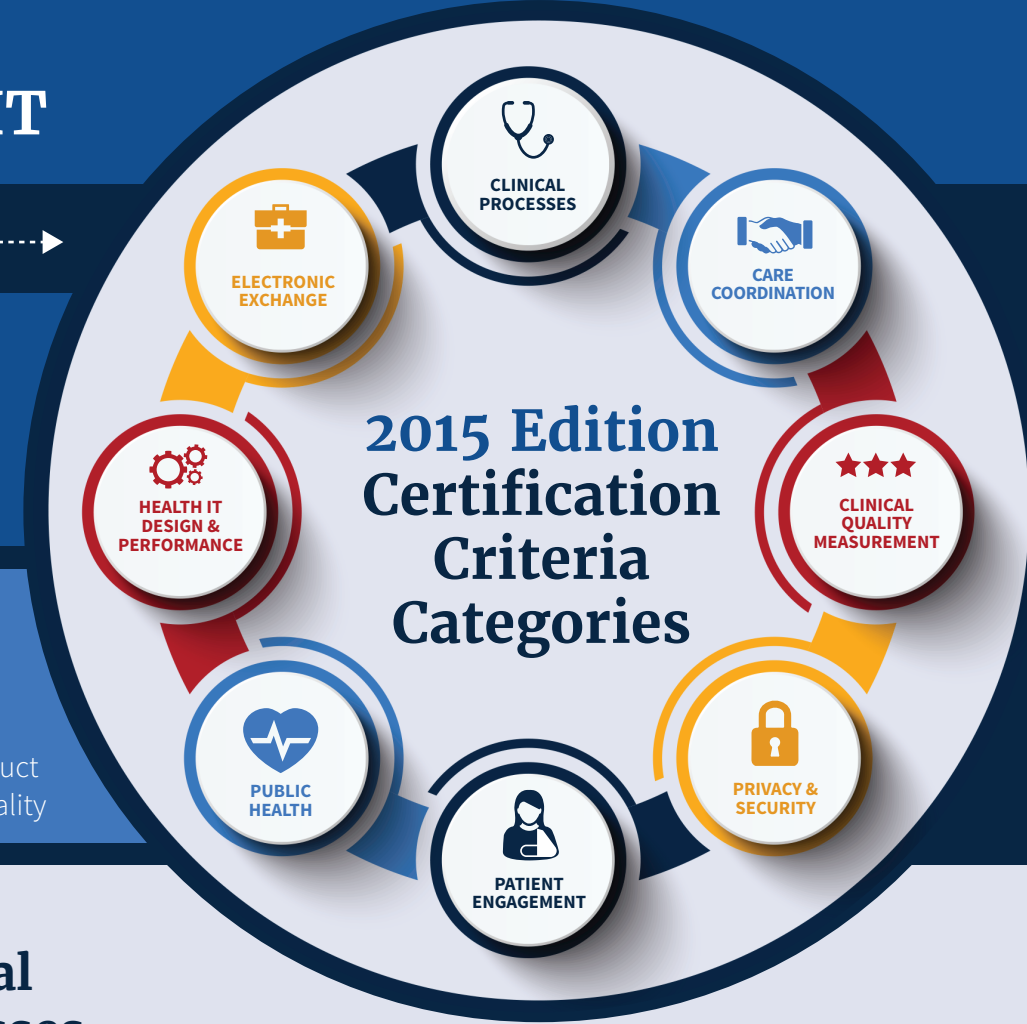 CLINICAL
PROCESSES
CARE
COORDINATION
CLINICAL
QUALITY
MEASUREMENT
PRIVACY &
SECURITY
PATIENT
ENGAGEMENT
PUBLIC
HEALTH
HEALTH IT
DESIGN &
PERFORMANCE
ELECTRONIC
EXCHANGE
2015 Edition
Certification
Criteria
Categories